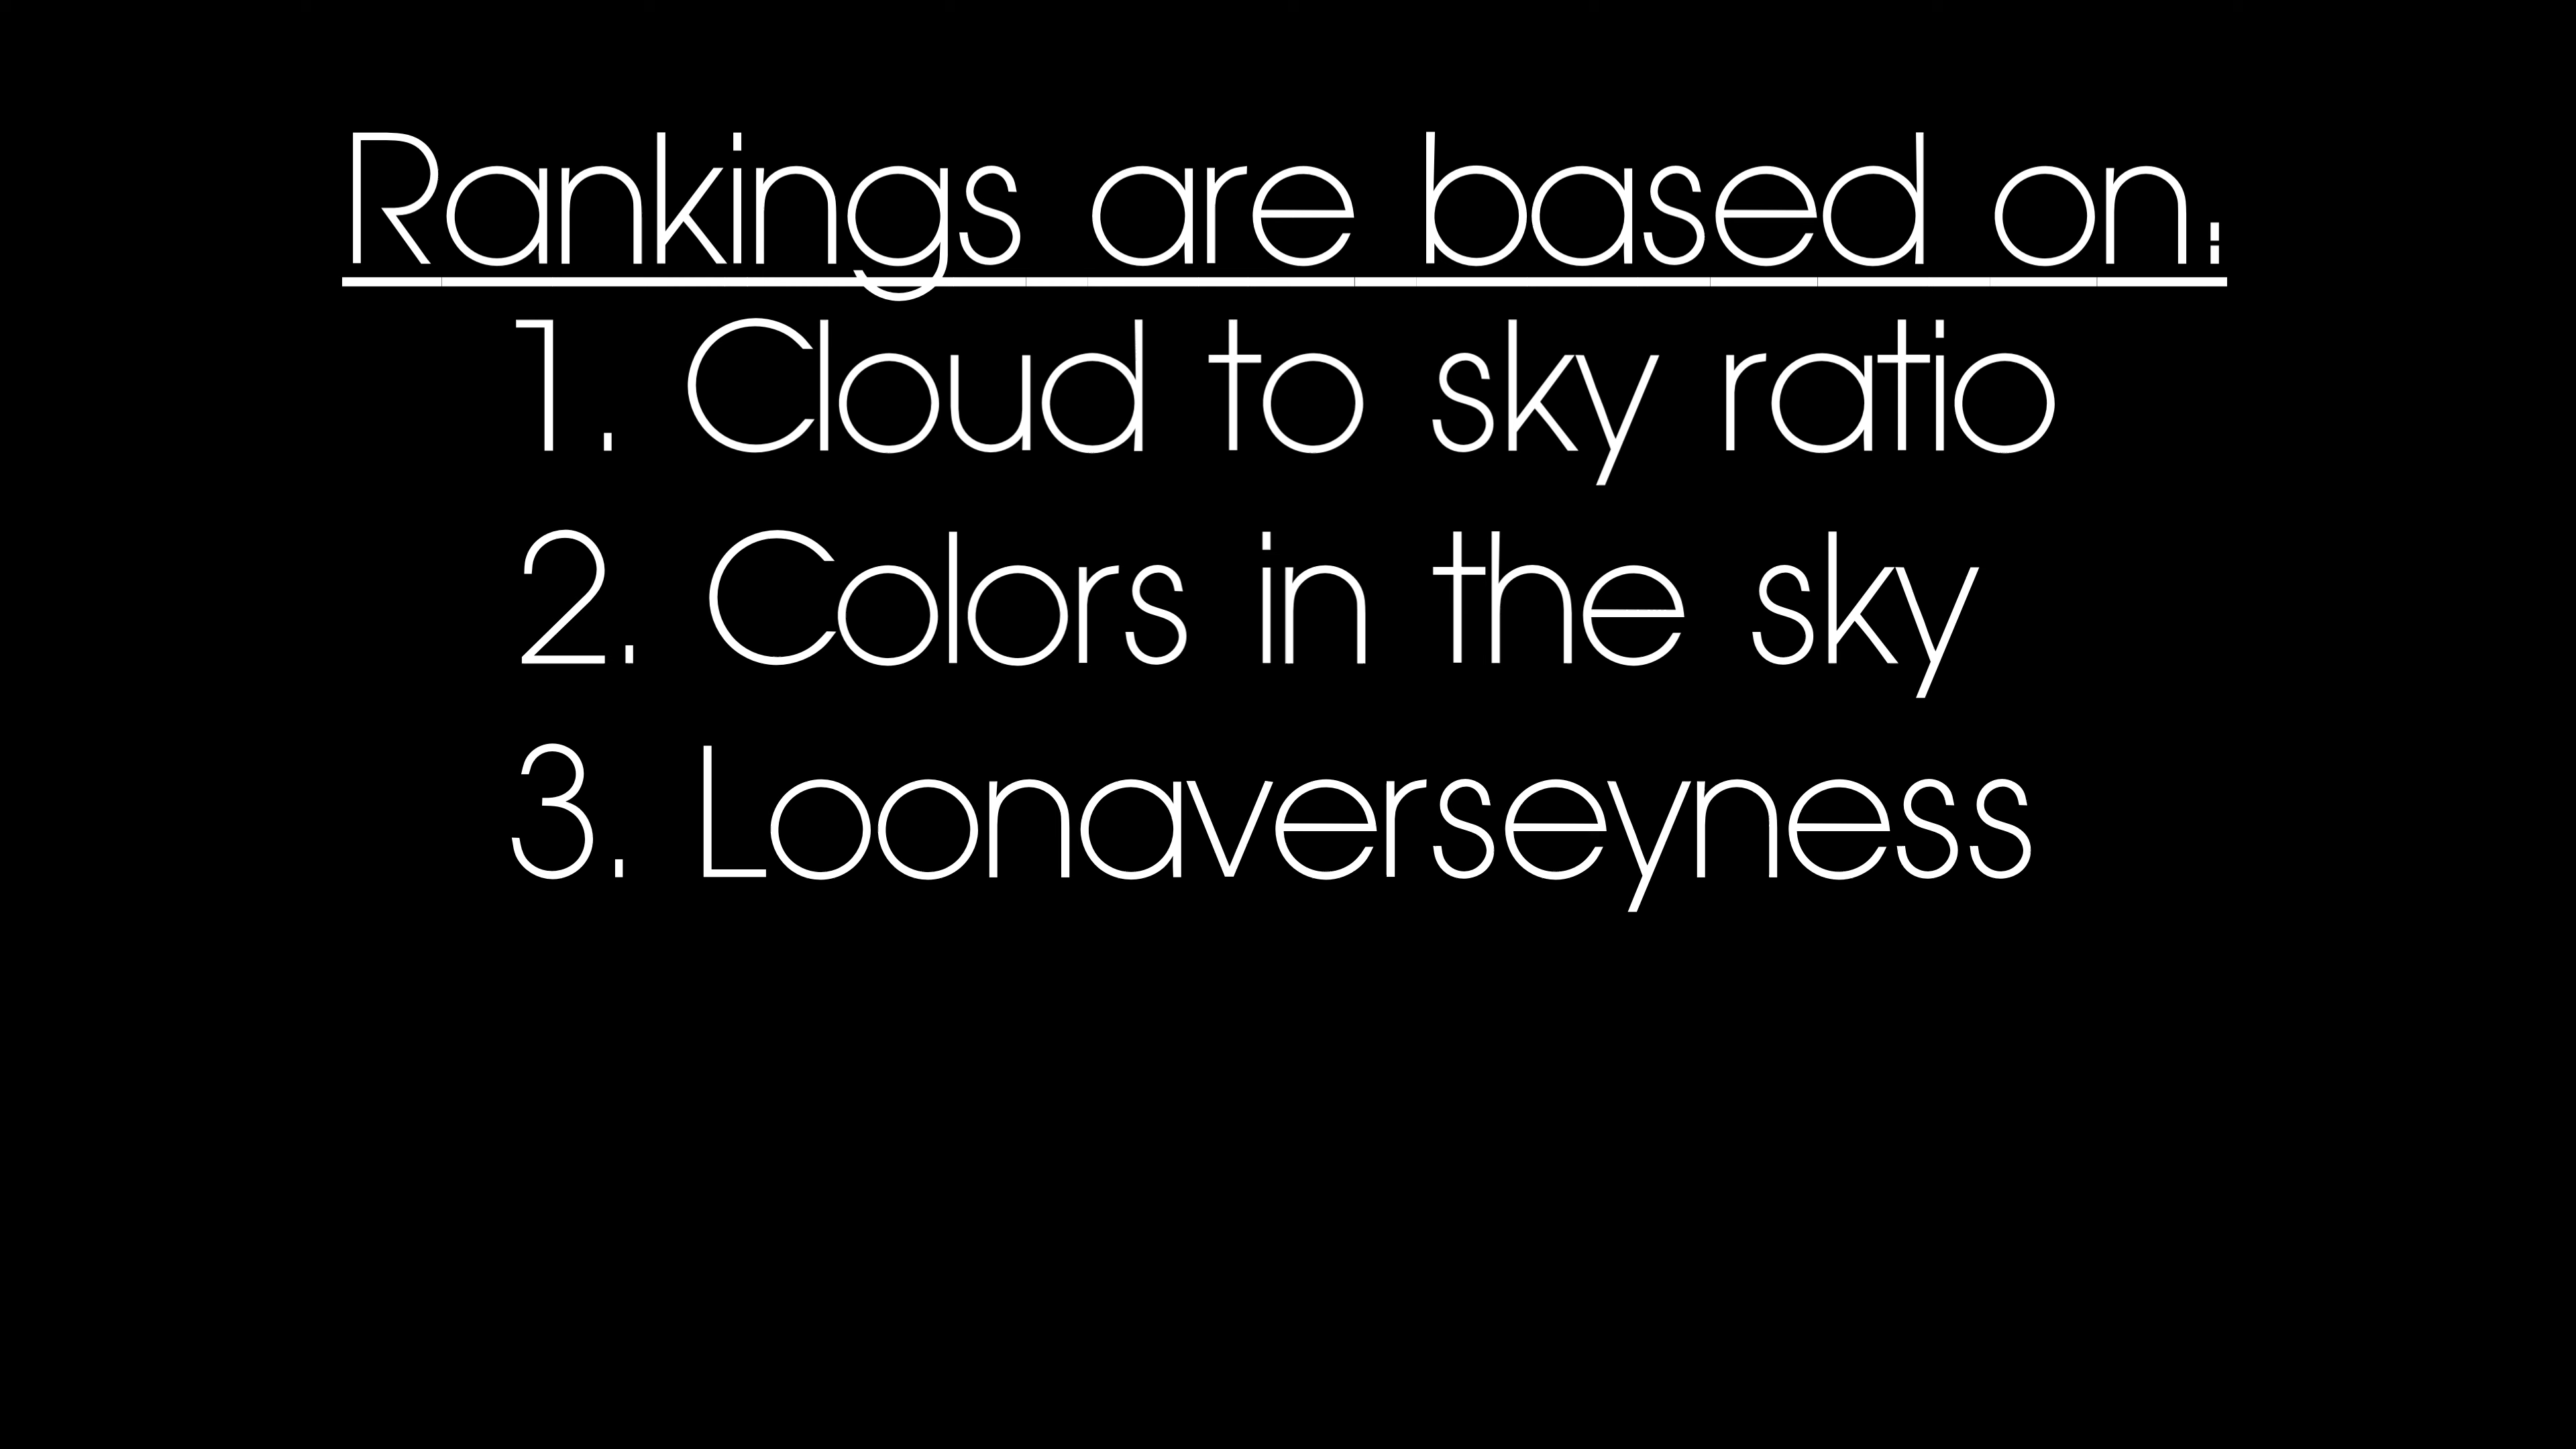 Rankings are based on:
1. Cloud to sky ratio
2. Colors in the sky
3. Loonaverseyness